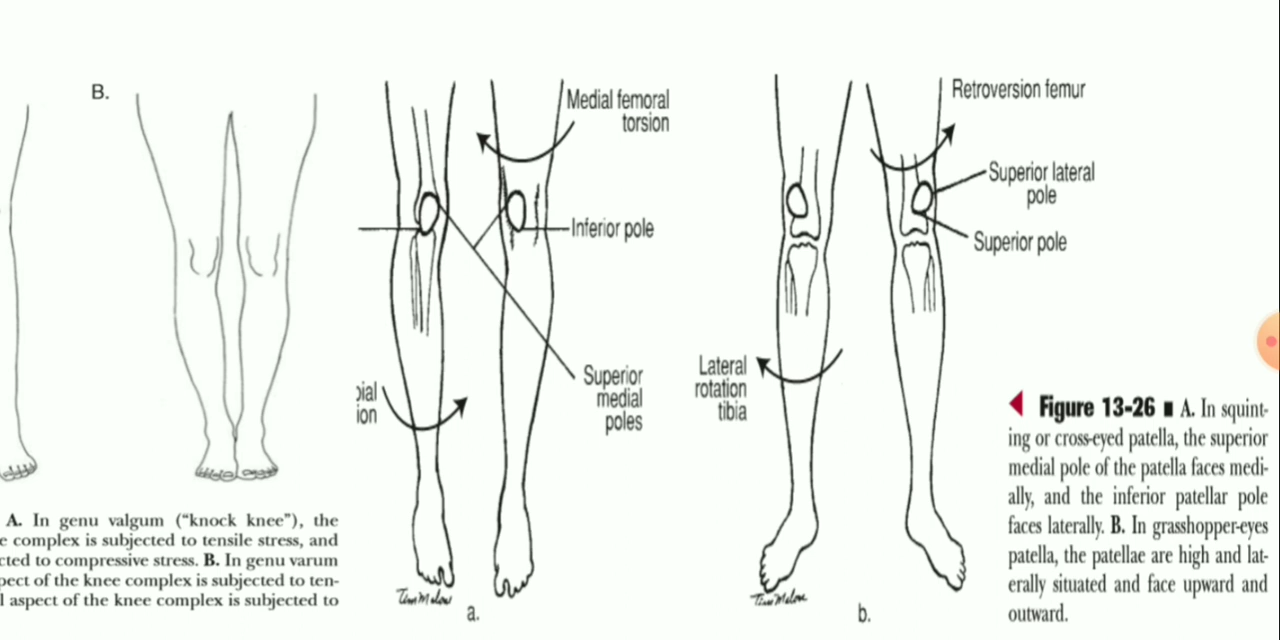 B.
A. In genu valgum ("knock knee"), the
e complex is subjected to tensile stress, and
cted to compressive stress. B. In genu varum
pect of the knee complex is subjected to ten-
l aspect of the knee complex is subjected to
Medial femoral
torsion
Inferior pole
Superior
medial
poles
ial
ion
Tim Malone
a.
Retroversion femur
Superior lateral
pole
Superior pole
Lateral
rotation
tibia
Tim Malone
b.
Figure 13-26 ■ A. In squint-
ing or cross-eyed patella, the superior
medial pole of the patella faces medi-
ally, and the inferior patellar pole
faces laterally. B. In grasshopper-eyes
patella, the patellae are high and lat-
erally situated and face upward and
outward.